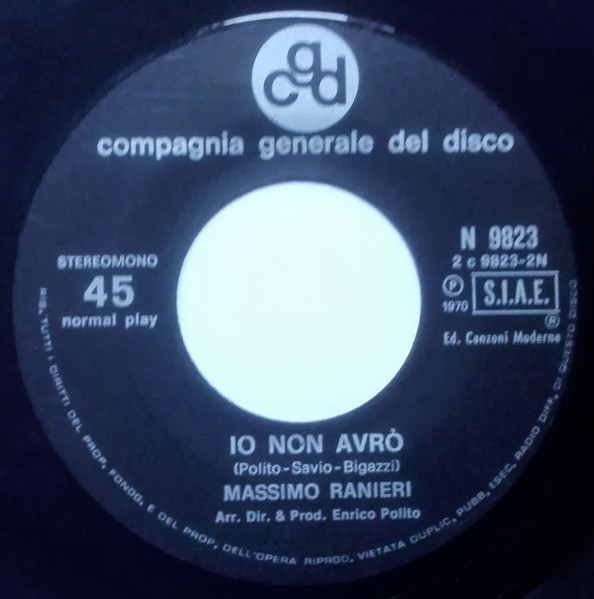 cgd
compagnia generale del disco
STEREOMONO
45
normal play
N 9823
2 c 9823-2N
Ⓟ
1970
S.I.A.E.
®
Ed. Canzoni Moderne
IO NON AVRÒ
(Polito-Savio-Bigazzi)
MASSIMO RANIERI
Arr. Dir. & Prod. Enrico Polito
RIS. TUTTI I DIRITTI DEL PROP. FONOG. E DEL PROP. DELL'OPERA RIPROD. VIETATA DUPLIC. PUBB. ESEC. RADIO DIFF. DI QUESTO DISCO